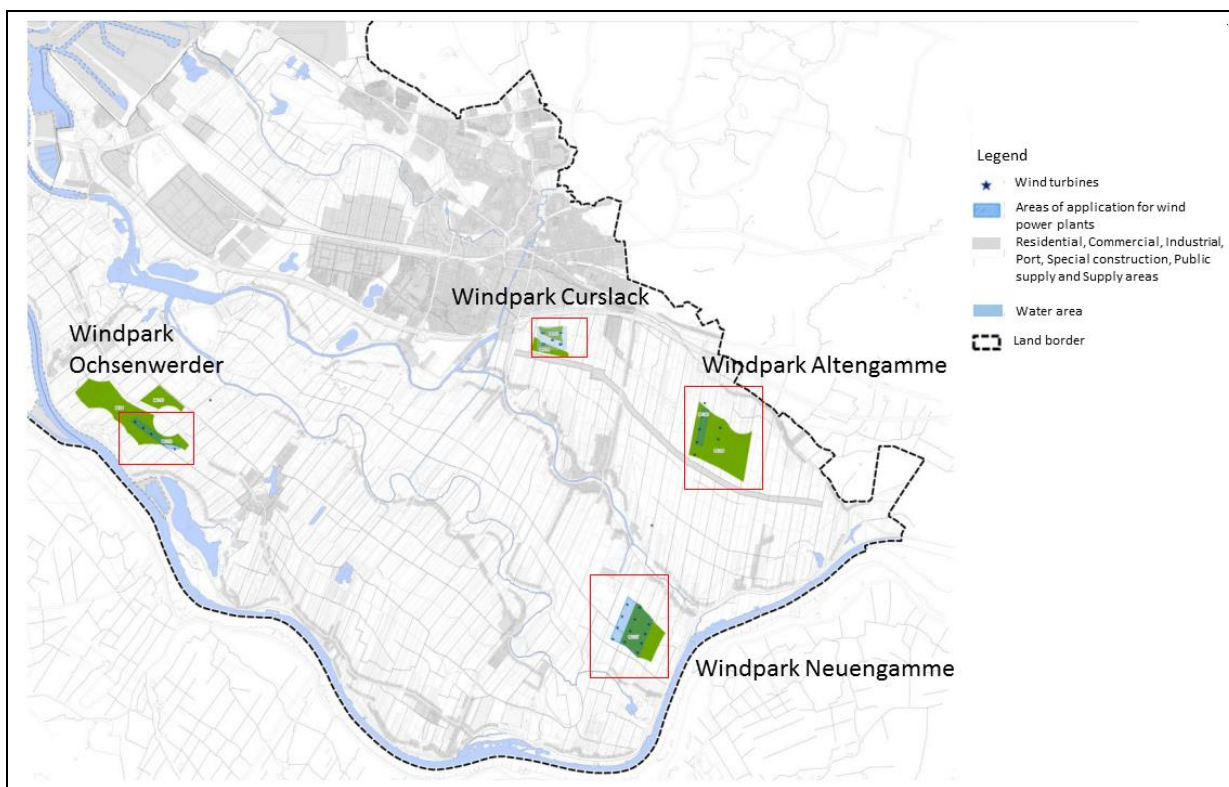 Legend
Wind turbines
Areas of application for wind
power plants
Residential, Commercial, Industrial,
Port, Special construction, Public
supply and Supply areas
Water area
Land border
Windpark Curslack
Windpark
Ochsenwerder
Windpark Altengamme
Windpark Neuengamme